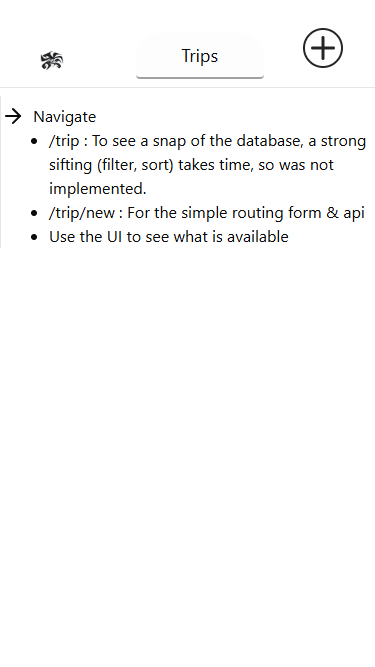 Trips
Navigate
/trip : To see a snap of the database, a strong
sifting (filter, sort) takes time, so was not
implemented.
/trip/new : For the simple routing form & api
Use the UI to see what is available